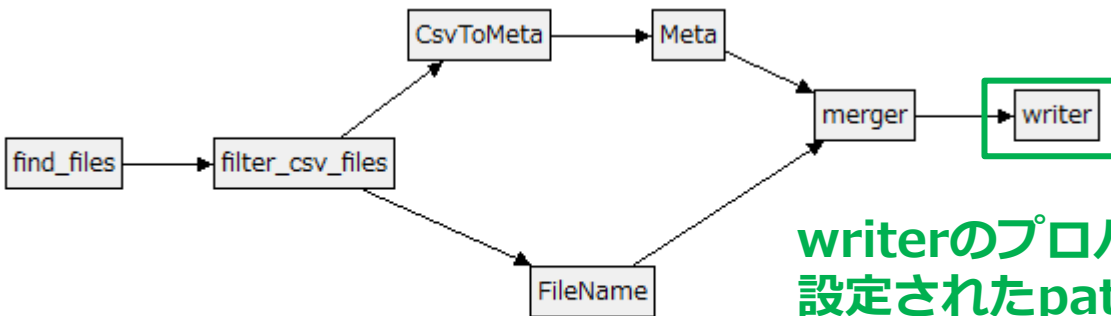 CsvToMeta
Meta
merger
writer
find_files
filter_csv_files
FileName
writerのプロ
設定されたpat